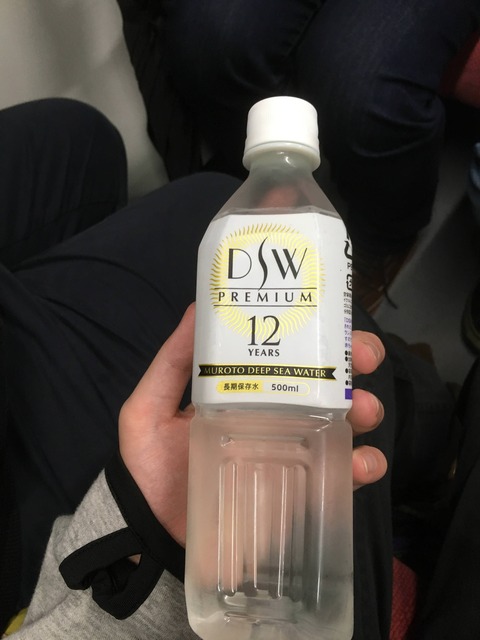 DSW
PREMIUM
12
YEARS
MUROTO DEEP SEA WATER
長期保存水 500ml